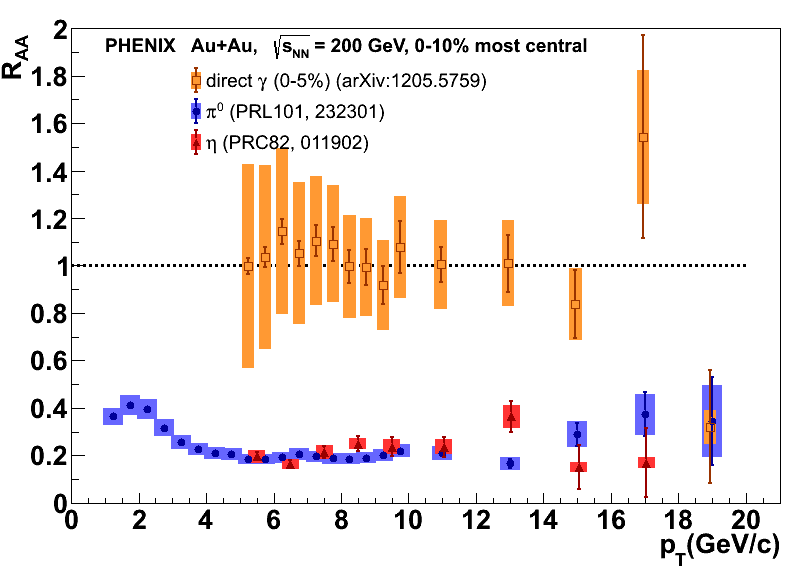 PHENIX Au+Au, √sNN = 200 GeV, 0-10% most central
direct γ (0-5%) (arXiv:1205.5759)
π0 (PRL101, 232301)
η (PRC82, 011902)
RAA
2
1.8
1.6
1.4
1.2
1
0.8
0.6
0.4
0.2
0
0 2 4 6 8 10 12 14 16 18 20
pT(GeV/c)